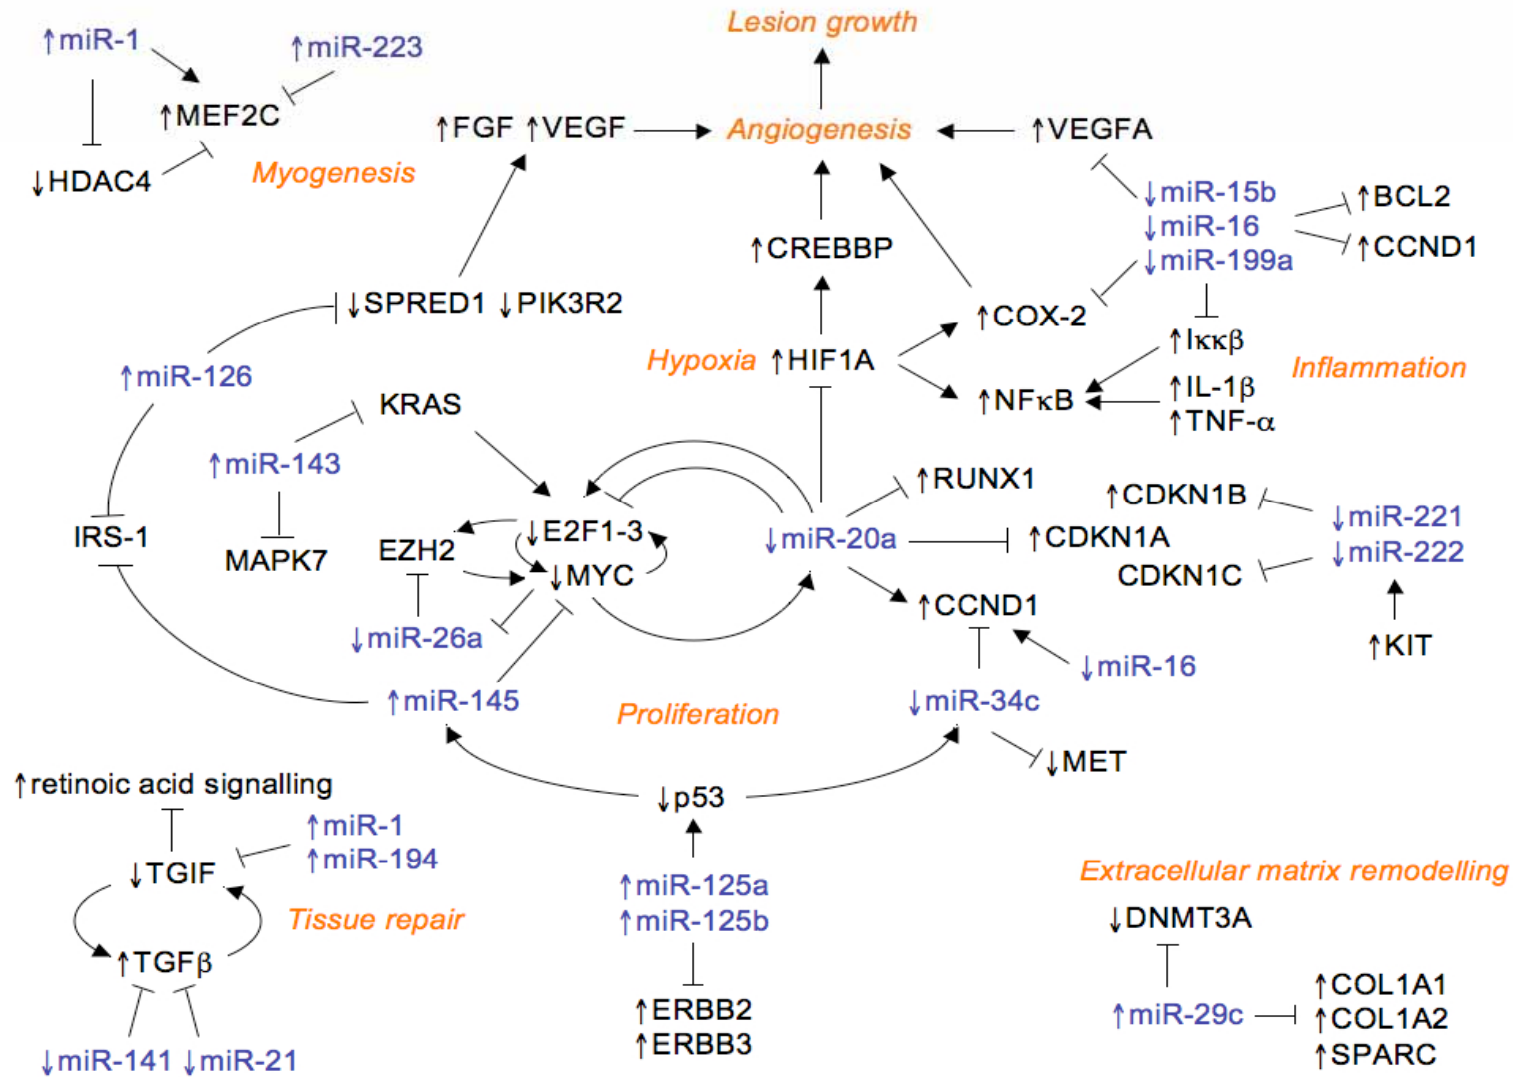 Lesion growth
↑miR-1
↑miR-223
↑MEF2C
↑FGF ↑VEGF
Angiogenesis
↑VEGFA
↓HDAC4
Myogenesis
↓miR-15b
↓miR-16
↓miR-199a
↑BCL2
↑CCND1
↑CREBBP
↓SPRED1 ↓PIK3R2
↑COX-2
↑Iκκβ
Hypoxia ↑HIF1A
Inflammation
↑miR-126
↑NFκB
↑IL-1β
↑TNF-α
KRAS
↑miR-143
↑RUNX1
↑CDKN1B
↓miR-221
↓miR-222
IRS-1
MAPK7
EZH2
↓E2F1-3
↓MYC
↓miR-20a
↑CDKN1A
CDKN1C
↑CCND1
↓miR-26a
↑KIT
↓miR-16
↑miR-145
Proliferation
↓miR-34c
↓MET
↑retinoic acid signalling
↓p53
↑miR-1
↑miR-194
↓TGIF
↑miR-125a
↑miR-125b
Extracellular matrix remodelling
Tissue repair
↓DNMT3A
↑TGFβ
↑ERBB2
↑ERBB3
↑miR-29c
↑COL1A1
↑COL1A2
↑SPARC
↓miR-141 ↓miR-21